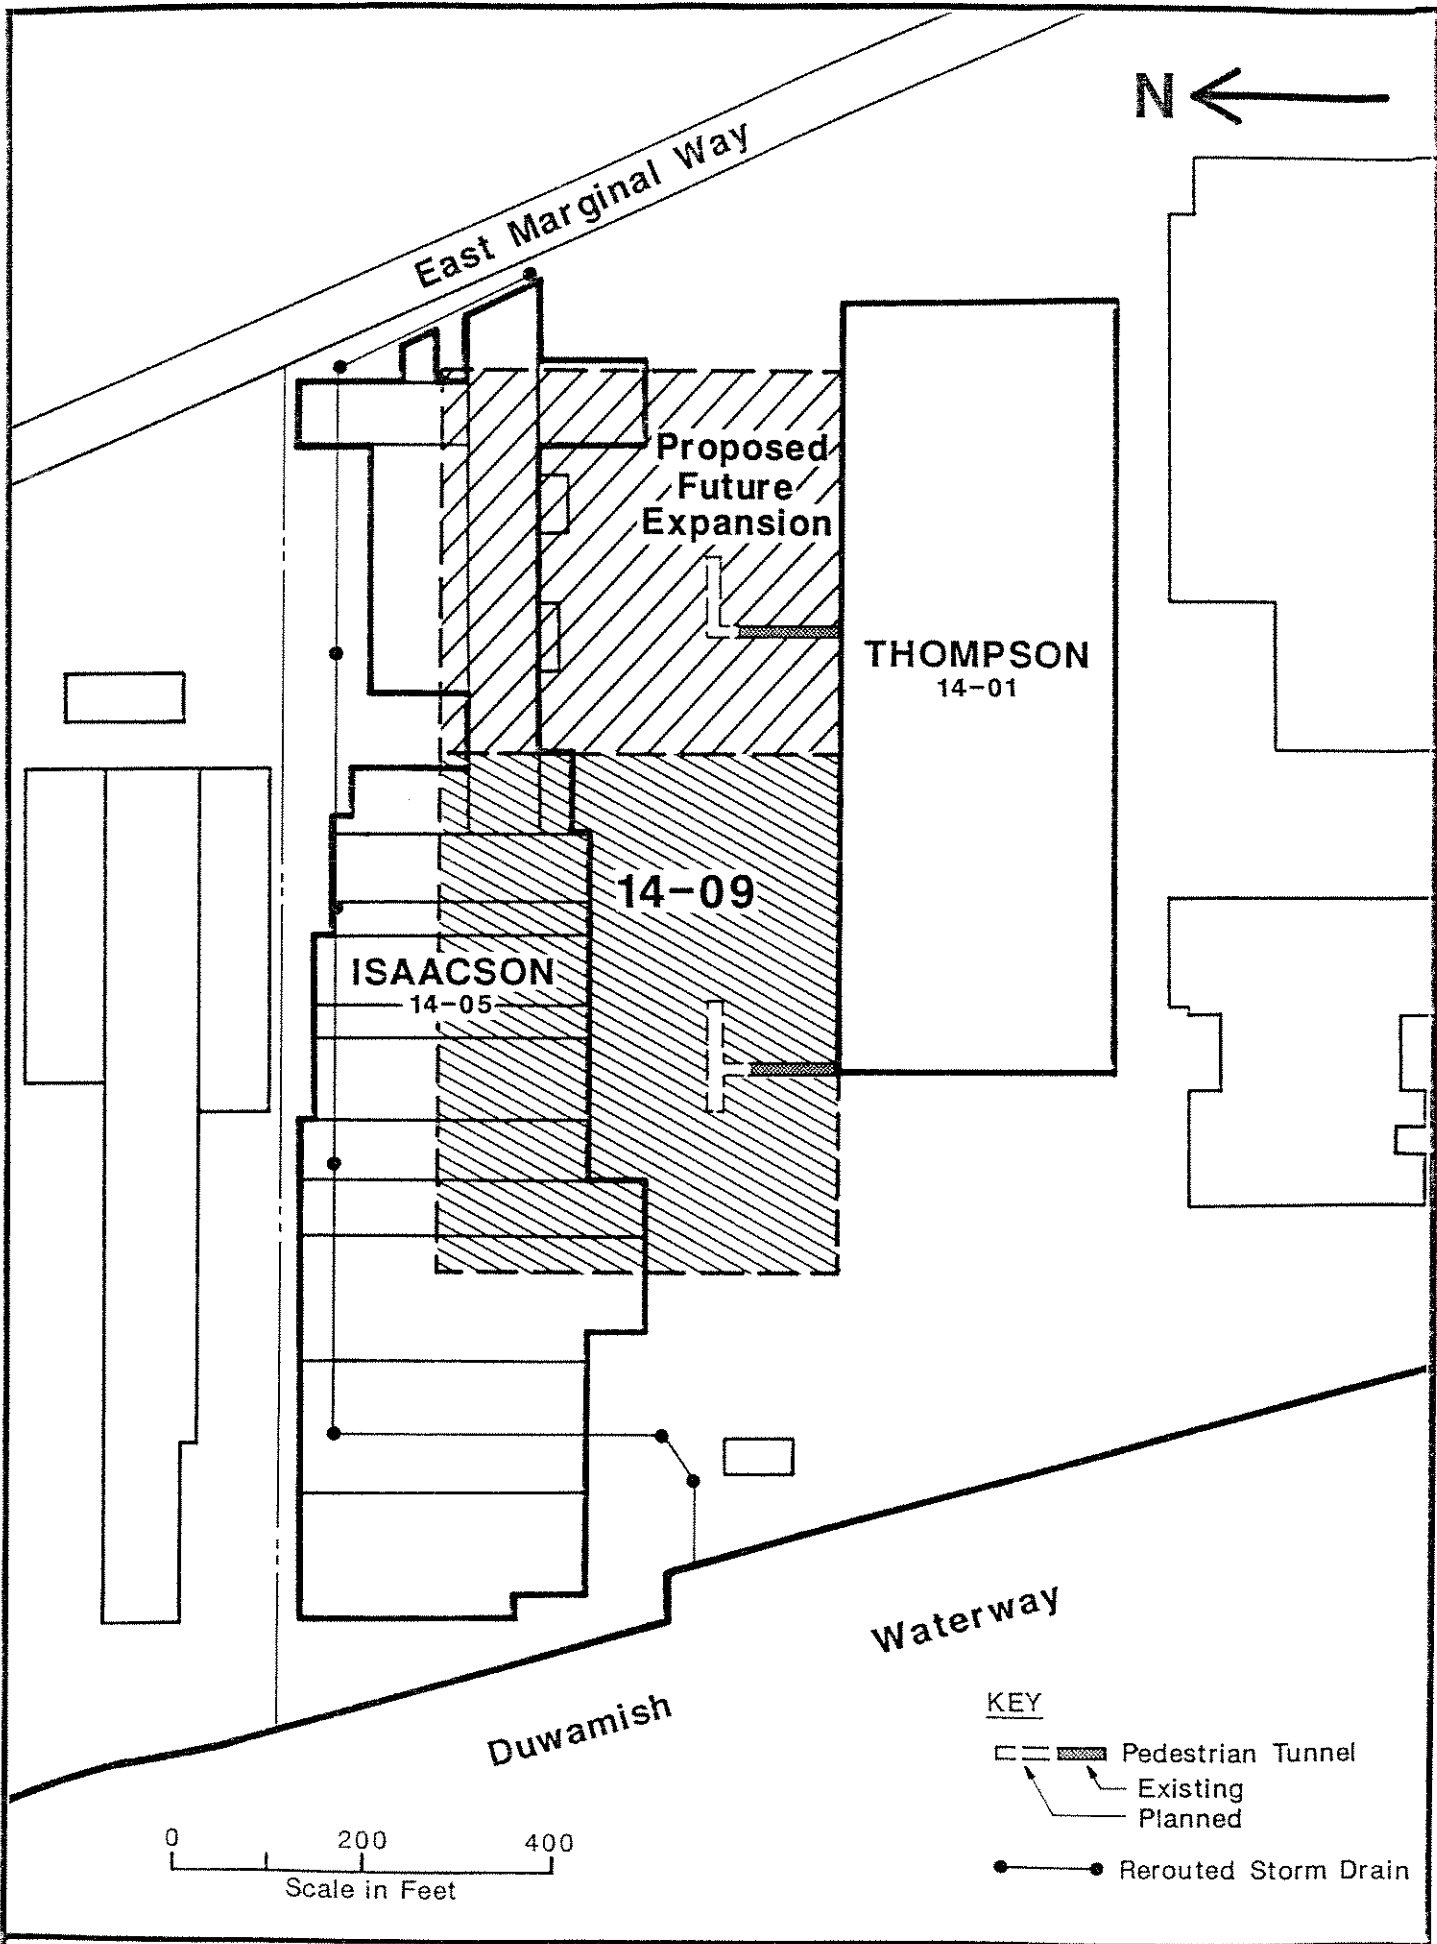 N
East Marginal Way
Proposed
Future
Expansion
THOMPSON
14-01
14-09
ISAACSON
14-05
Waterway
Duwamish
KEY
Pedestrian Tunnel
Existing
Planned
Rerouted Storm Drain
0 200 400
Scale in Feet